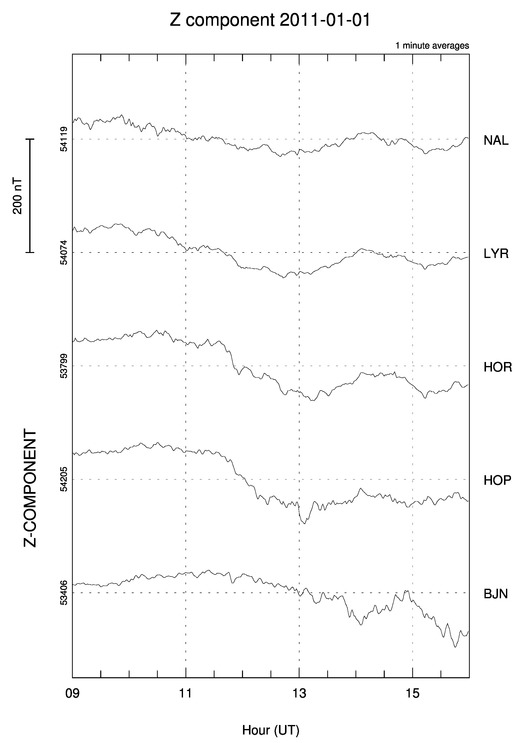 Z component 2011-01-01
1 minute averages
54119
NAL
200 nT
54074
LYR
53799
HOR
Z-COMPONENT
54205
HOP
53406
BJN
09 11 13 15
Hour (UT)